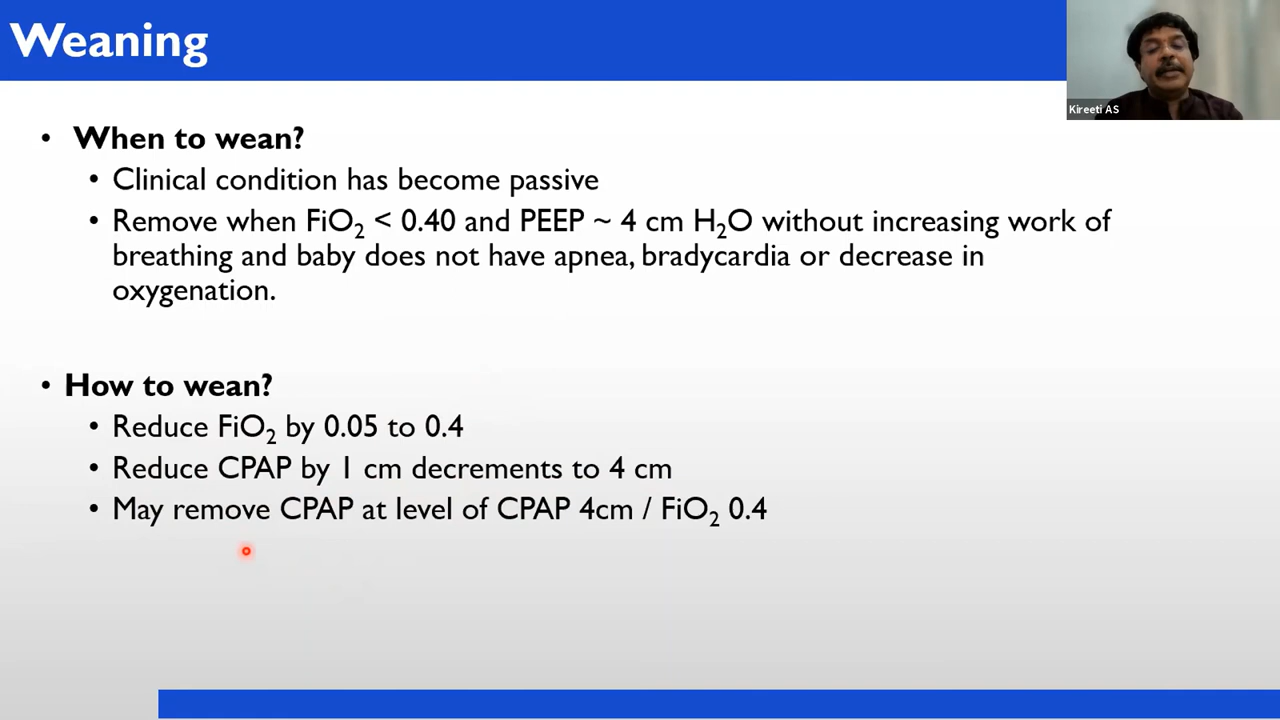 Weaning
Kireeti AS
• When to wean?
• Clinical condition has become passive
• Remove when FiO₂ < 0.40 and PEEP ~ 4 cm H₂O without increasing work of
breathing and baby does not have apnea, bradycardia or decrease in
oxygenation.
• How to wean?
• Reduce FiO₂ by 0.05 to 0.4
• Reduce CPAP by 1 cm decrements to 4 cm
• May remove CPAP at level of CPAP 4cm / FiO₂ 0.4